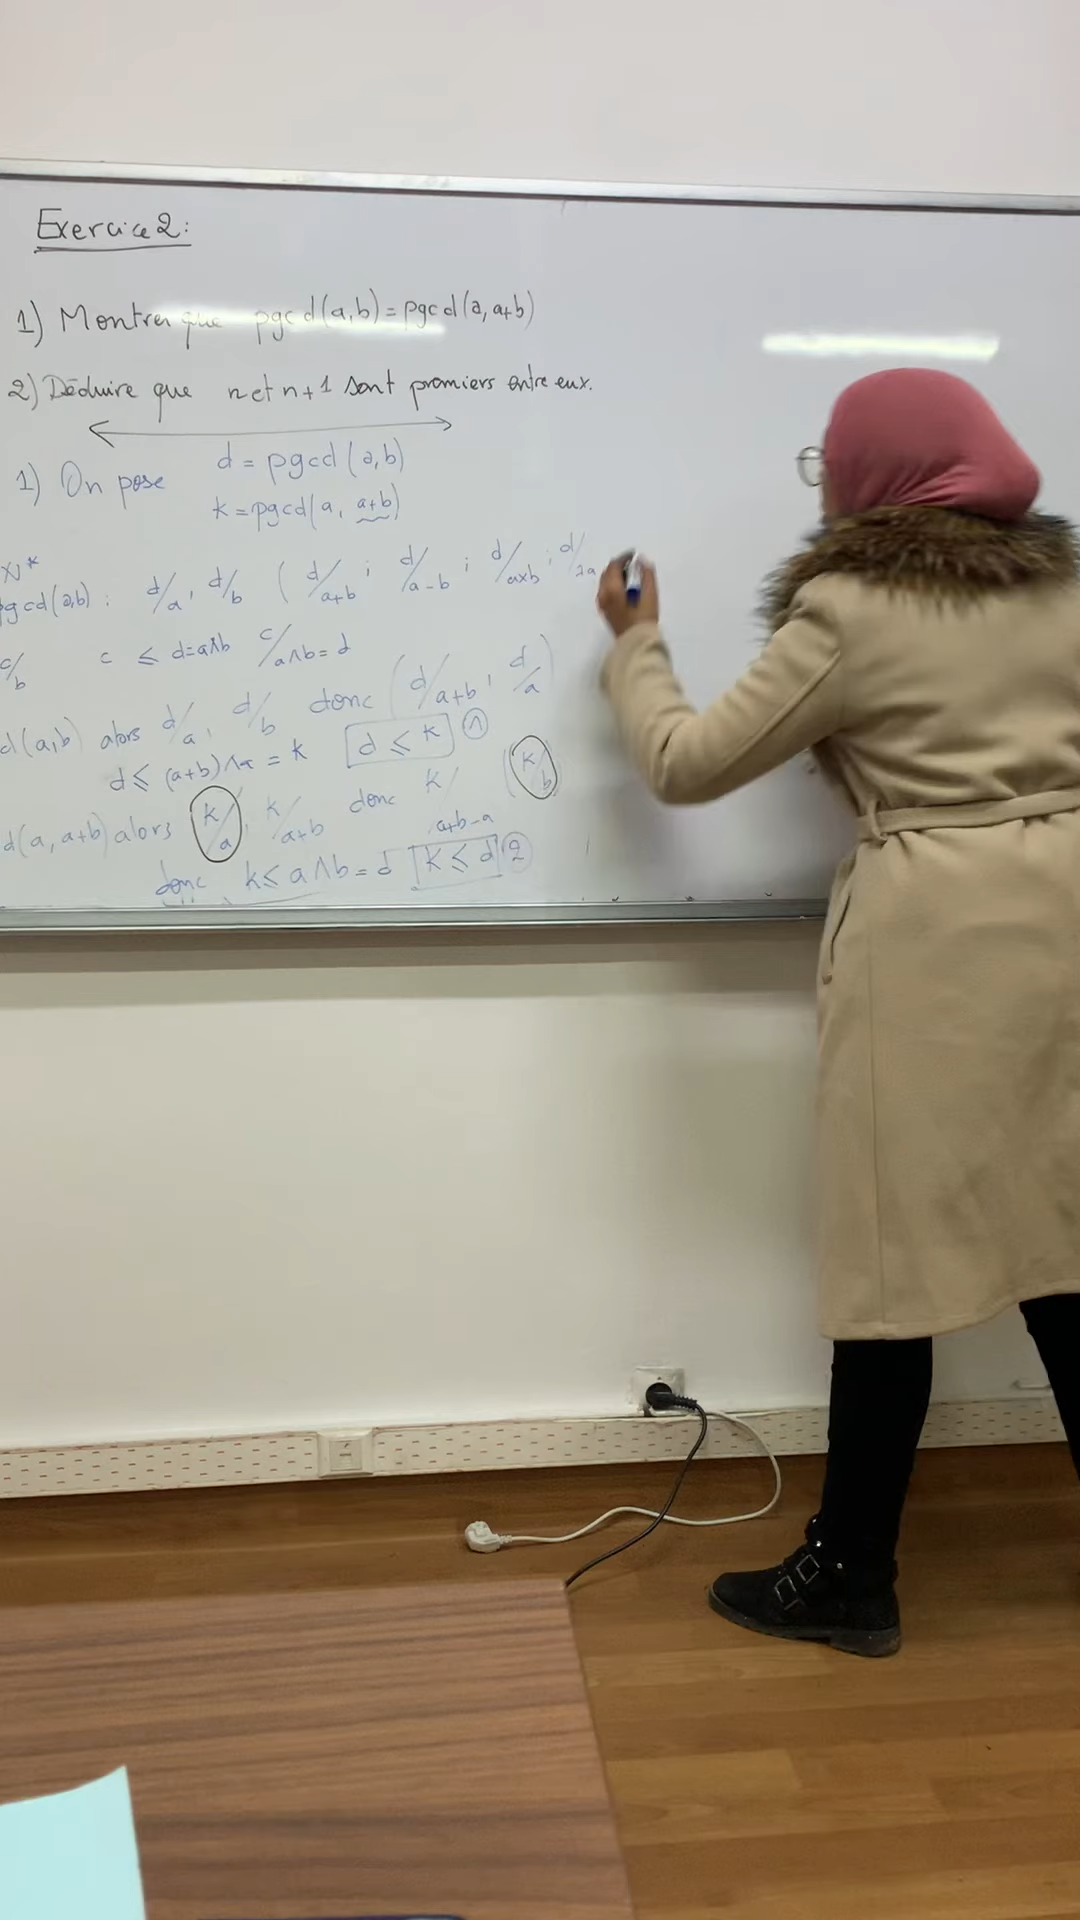 Exercice 2:
1) Montrer que pgcd(a,b) = pgcd(a, a+b)
2) Déduire que n et n+1 sont premiers entre eux.
1) On pose d = pgcd(a,b)
k = pgcd(a, a+b)
N*
pgcd(a,b): d/a, d/b ( d/a+b ; d/a-b ; d/a×b ; d/2a
c/b c ≤ d=a∧b c/a∧b=d
d(a,b) alors d/a, d/b donc (d/a+b, d/a)
d ≤ (a+b)∧a = k d ≤ k 1
d(a, a+b) alors k/a, k/a+b donc k/a+b-a (k/b)
donc k ≤ a∧b = d k ≤ d 2